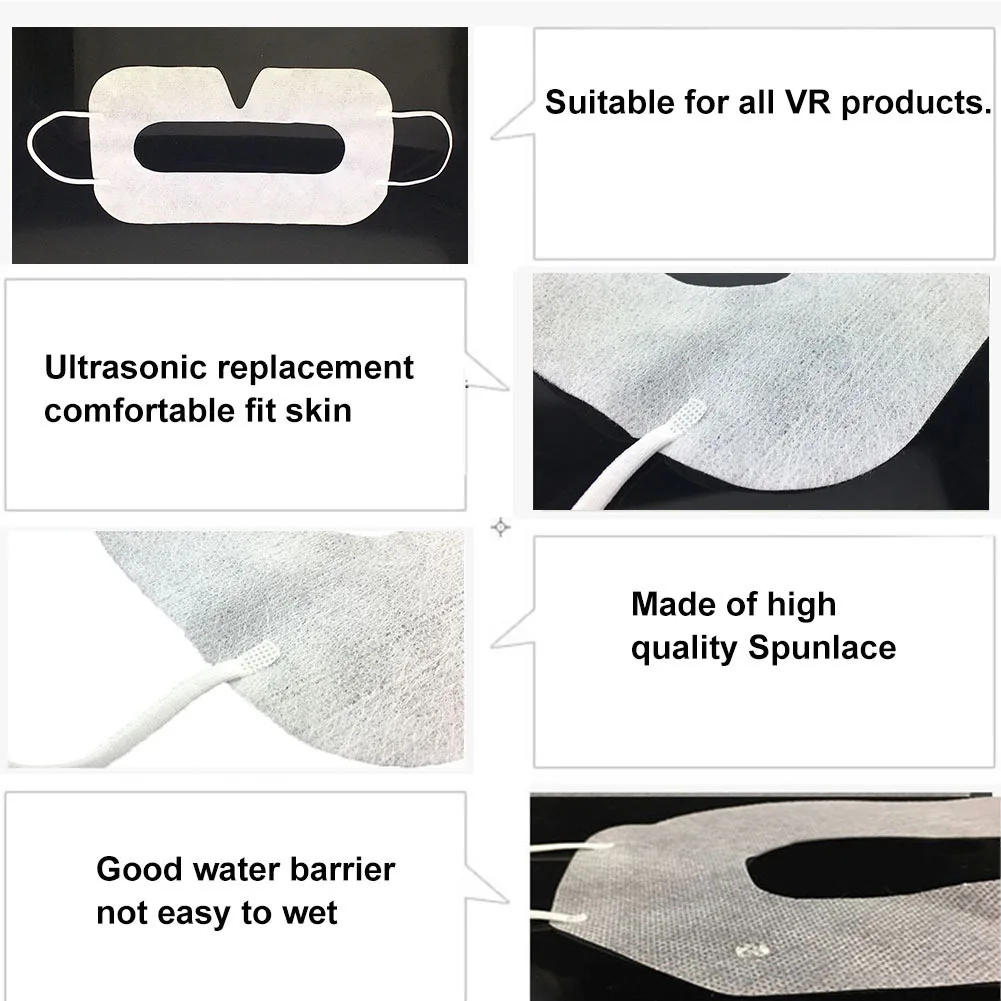 Suitable for all VR products.
Ultrasonic replacement
comfortable fit skin
Made of high
quality Spunlace
Good water barrier
not easy to wet